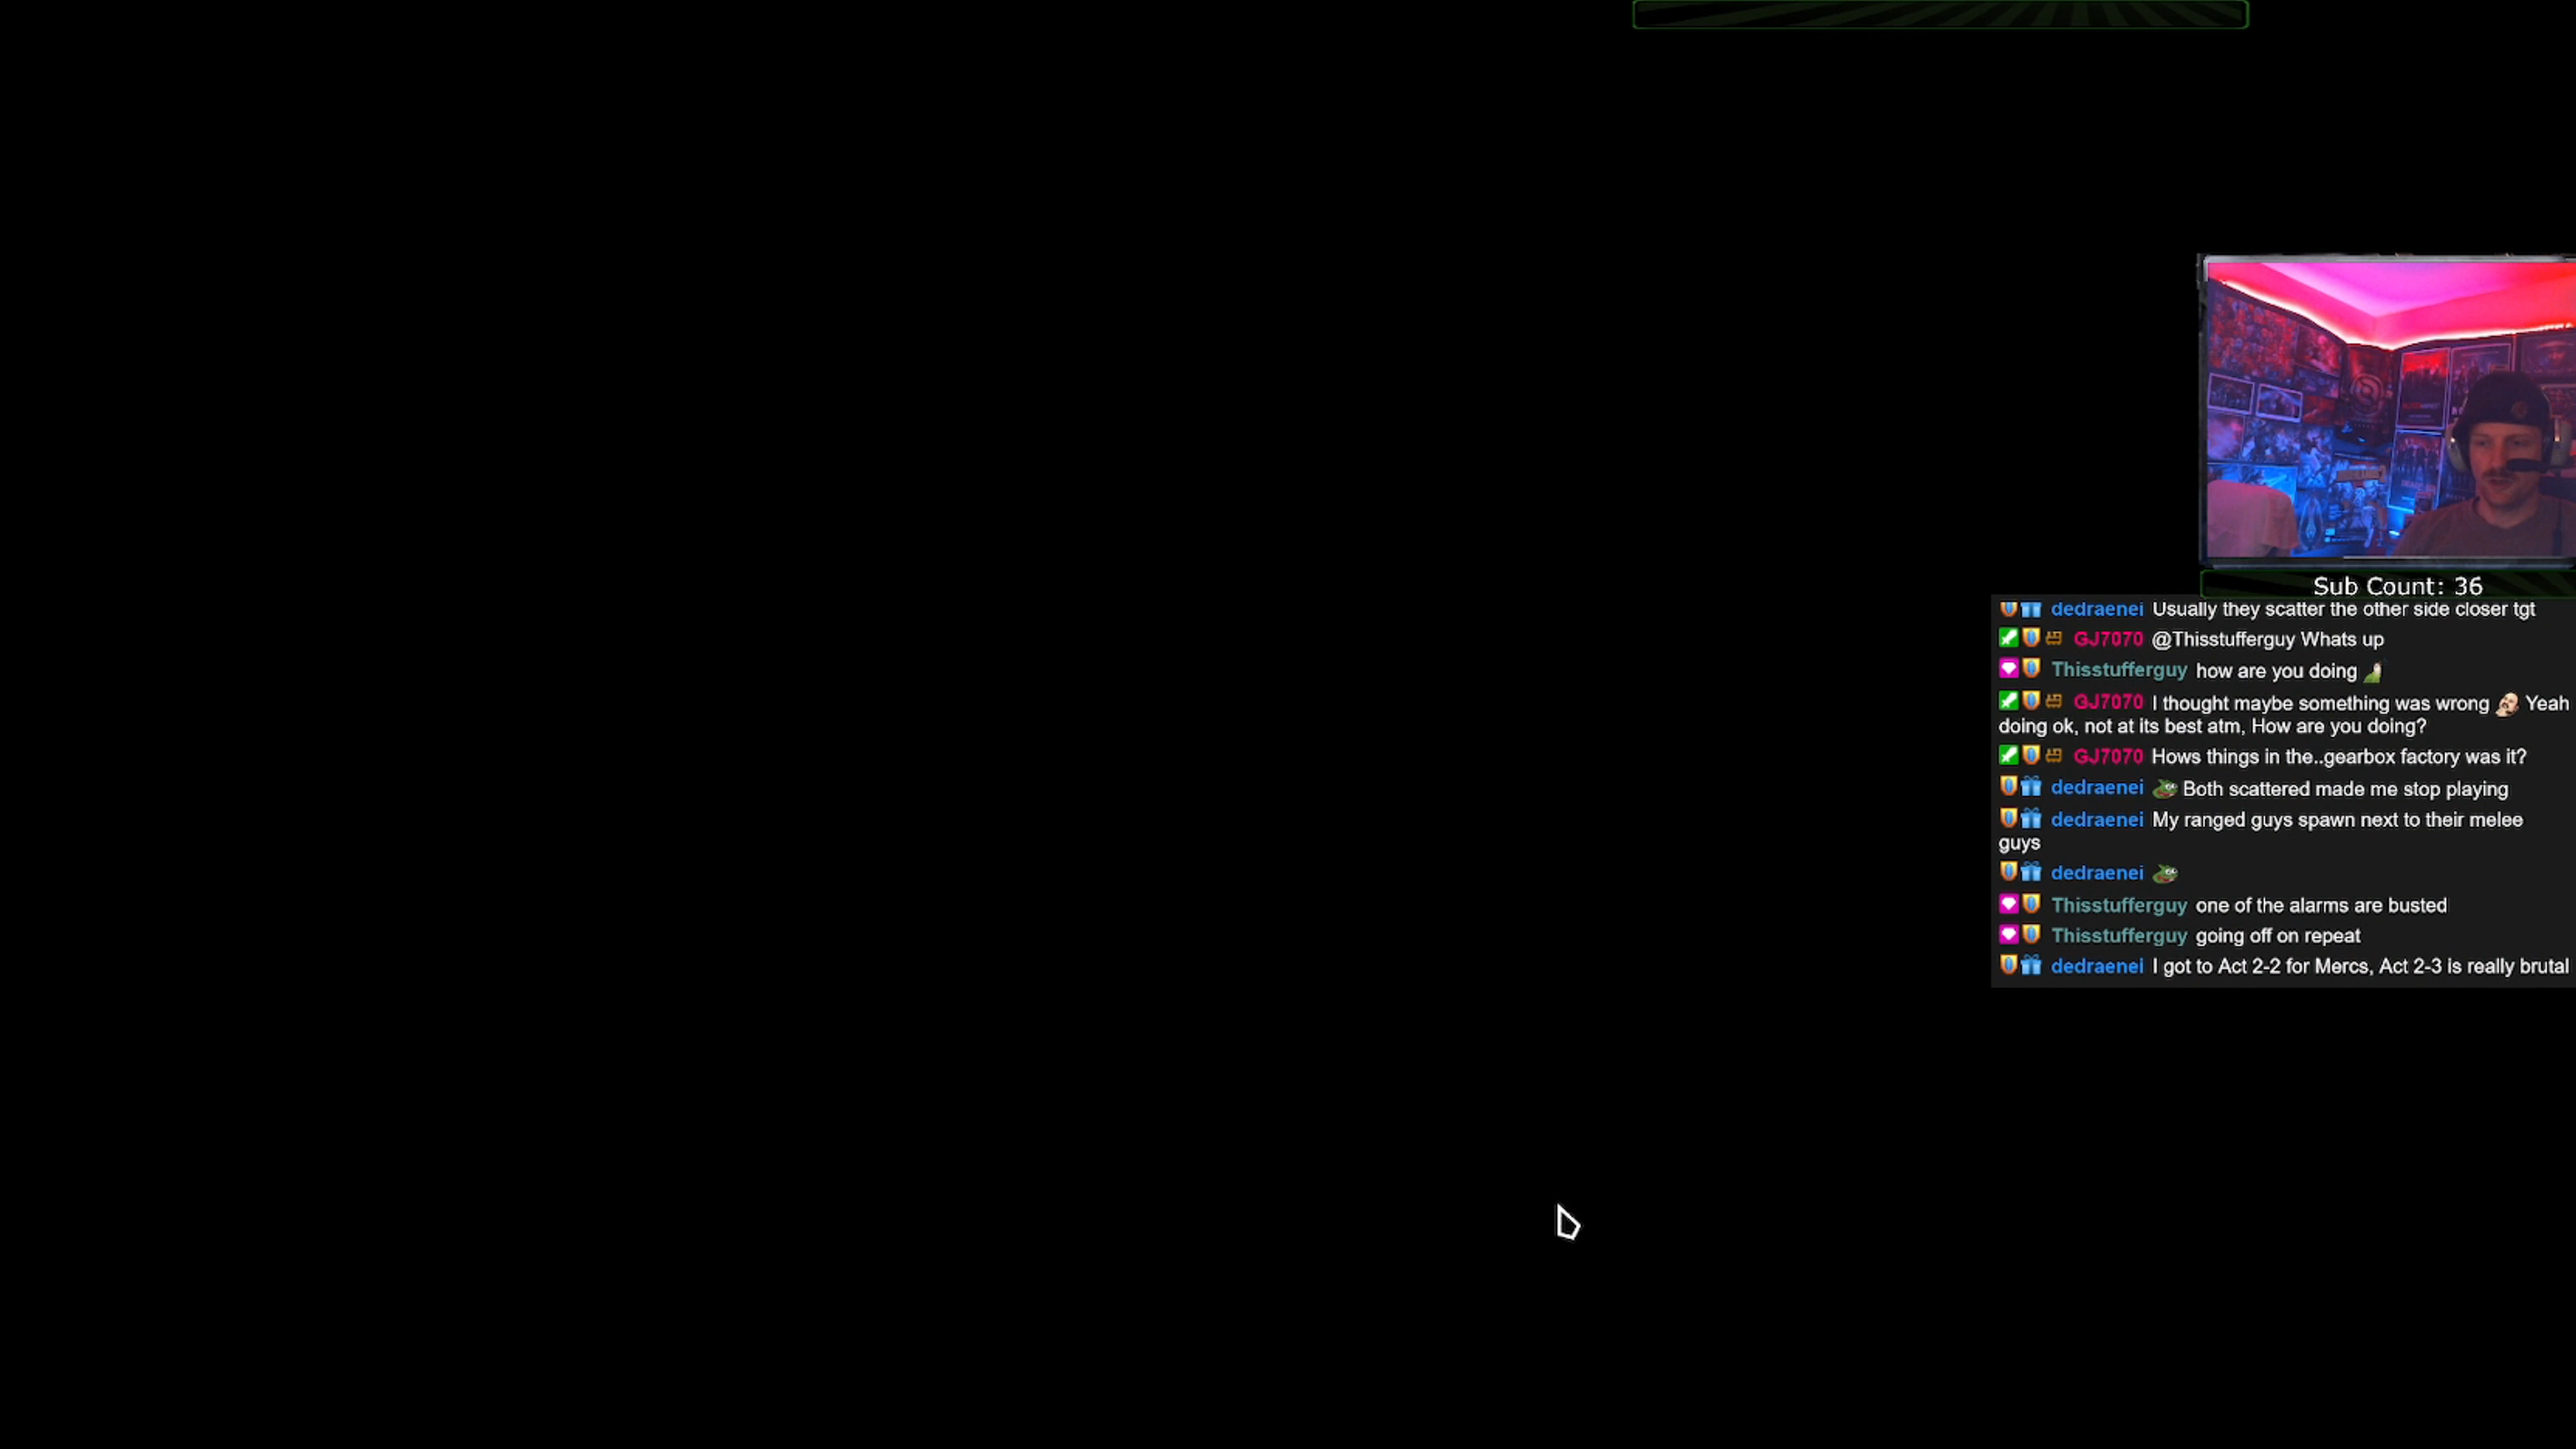 Sub Count: 36
dedraenei Usually they scatter the other side closer tgt
GJ7070 @Thisstufferguy Whats up
Thisstufferguy how are you doing
GJ7070 I thought maybe something was wrong Yeah
doing ok, not at its best atm, How are you doing?
GJ7070 Hows things in the..gearbox factory was it?
dedraenei Both scattered made me stop playing
dedraenei My ranged guys spawn next to their melee
guys
dedraenei
Thisstufferguy one of the alarms are busted
Thisstufferguy going off on repeat
dedraenei I got to Act 2-2 for Mercs, Act 2-3 is really brutal